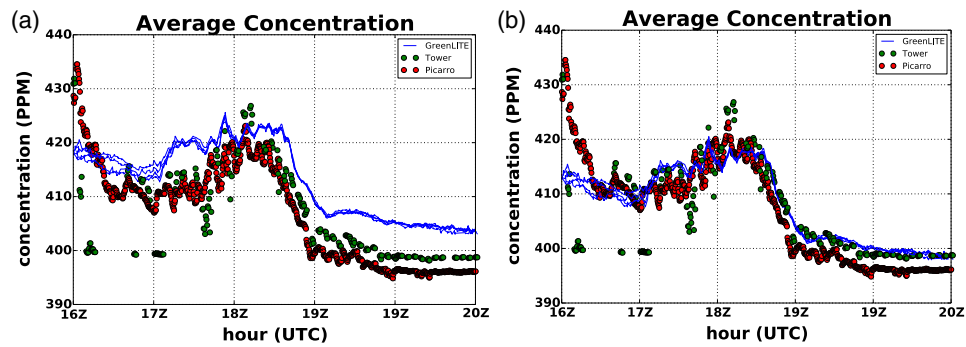 (a)
Average Concentration
GreenLITE
Tower
Picarro
concentration (PPM)
440
430
420
410
400
390
16Z 17Z 18Z 19Z 19Z 20Z
hour (UTC)
(b)
Average Concentration
GreenLITE
Tower
Picarro
concentration (PPM)
440
430
420
410
400
390
16Z 17Z 18Z 19Z 19Z 20Z
hour (UTC)